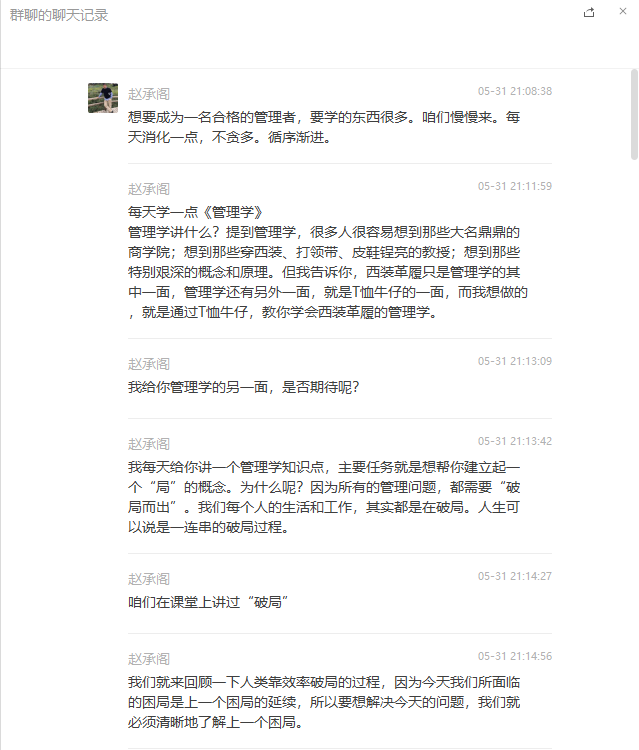 群聊的聊天记录
赵承阁
05-31 21:08:38
想要成为一名合格的管理者，要学的东西很多。咱们慢慢来。每
天消化一点，不贪多。循序渐进。
赵承阁
05-31 21:11:59
每天学一点《管理学》
管理学讲什么？提到管理学，很多人很容易想到那些大名鼎鼎的
商学院；想到那些穿西装、打领带、皮鞋锃亮的教授；想到那些
特别艰深的概念和原理。但我告诉你，西装革履只是管理学的其
中一面，管理学还有另外一面，就是T恤牛仔的一面，而我想做的
，就是通过T恤牛仔，教你学会西装革履的管理学。
赵承阁
05-31 21:13:09
我给你管理学的另一面，是否期待呢？
赵承阁
05-31 21:13:42
我每天给你讲一个管理学知识点，主要任务就是想帮你建立起一
个“局”的概念。为什么呢？因为所有的管理问题，都需要“破
局而出”。我们每个人的生活和工作，其实都是在破局。人生可
以说是一连串的破局过程。
赵承阁
05-31 21:14:27
咱们在课堂上讲过“破局”
赵承阁
05-31 21:14:56
我们就来回顾一下人类靠效率破局的过程，因为今天我们所面临
的困局是上一个困局的延续，所以要想解决今天的问题，我们就
必须清晰地了解上一个困局。